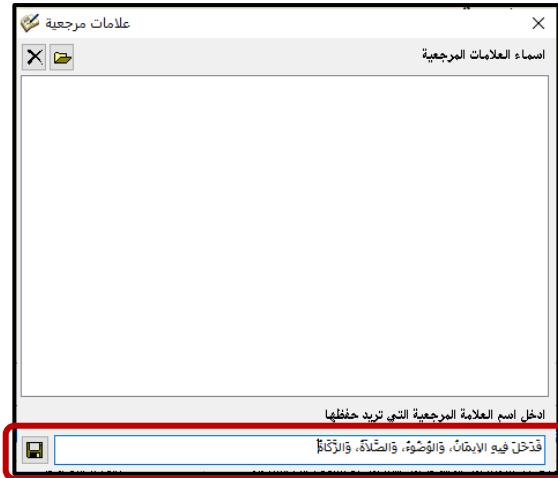 علامات مرجعية
اسماء العلامات المرجعية
ادخل اسم العلامة المرجعية التي تريد حفظها
فَدَخَلَ فِيهِ الإِيمَانُ، وَالوُضُوءُ، وَالصَّلاَةُ، وَالزَّكَاةُ